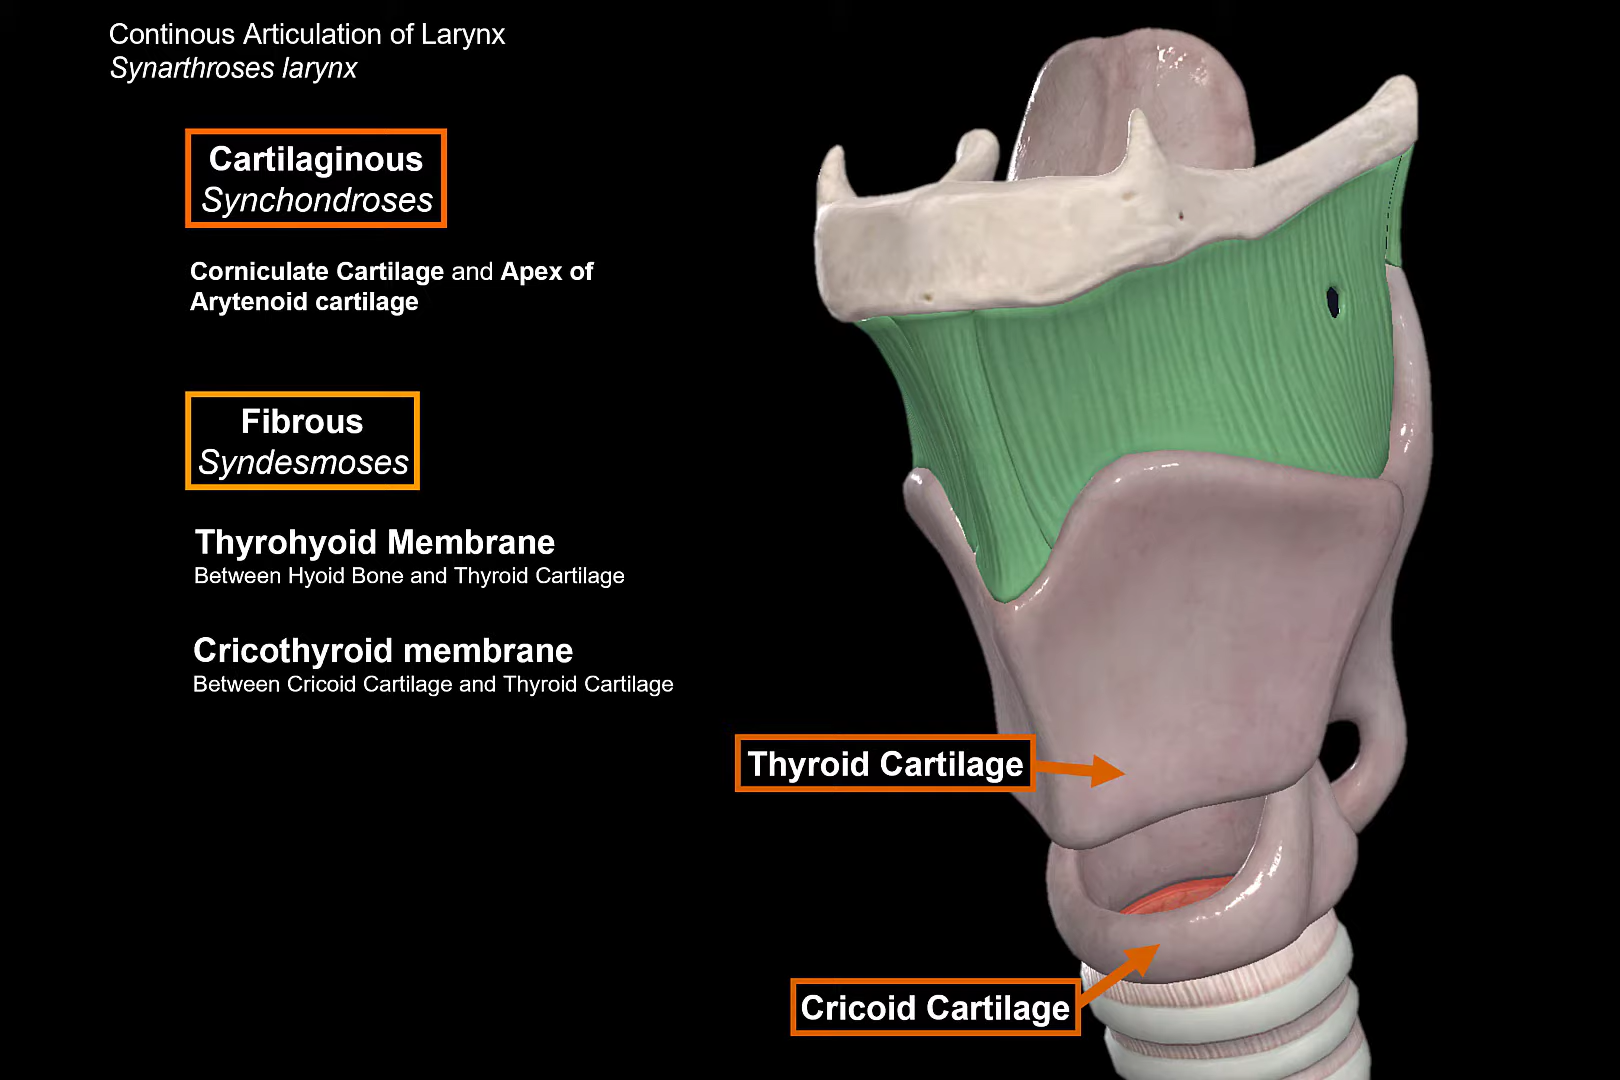 Continous Articulation of Larynx
Synarthroses larynx
Cartilaginous
Synchondroses
Corniculate Cartilage and Apex of
Arytenoid cartilage
Fibrous
Syndesmoses
Thyrohyoid Membrane
Between Hyoid Bone and Thyroid Cartilage
Cricothyroid membrane
Between Cricoid Cartilage and Thyroid Cartilage
Thyroid Cartilage
Cricoid Cartilage